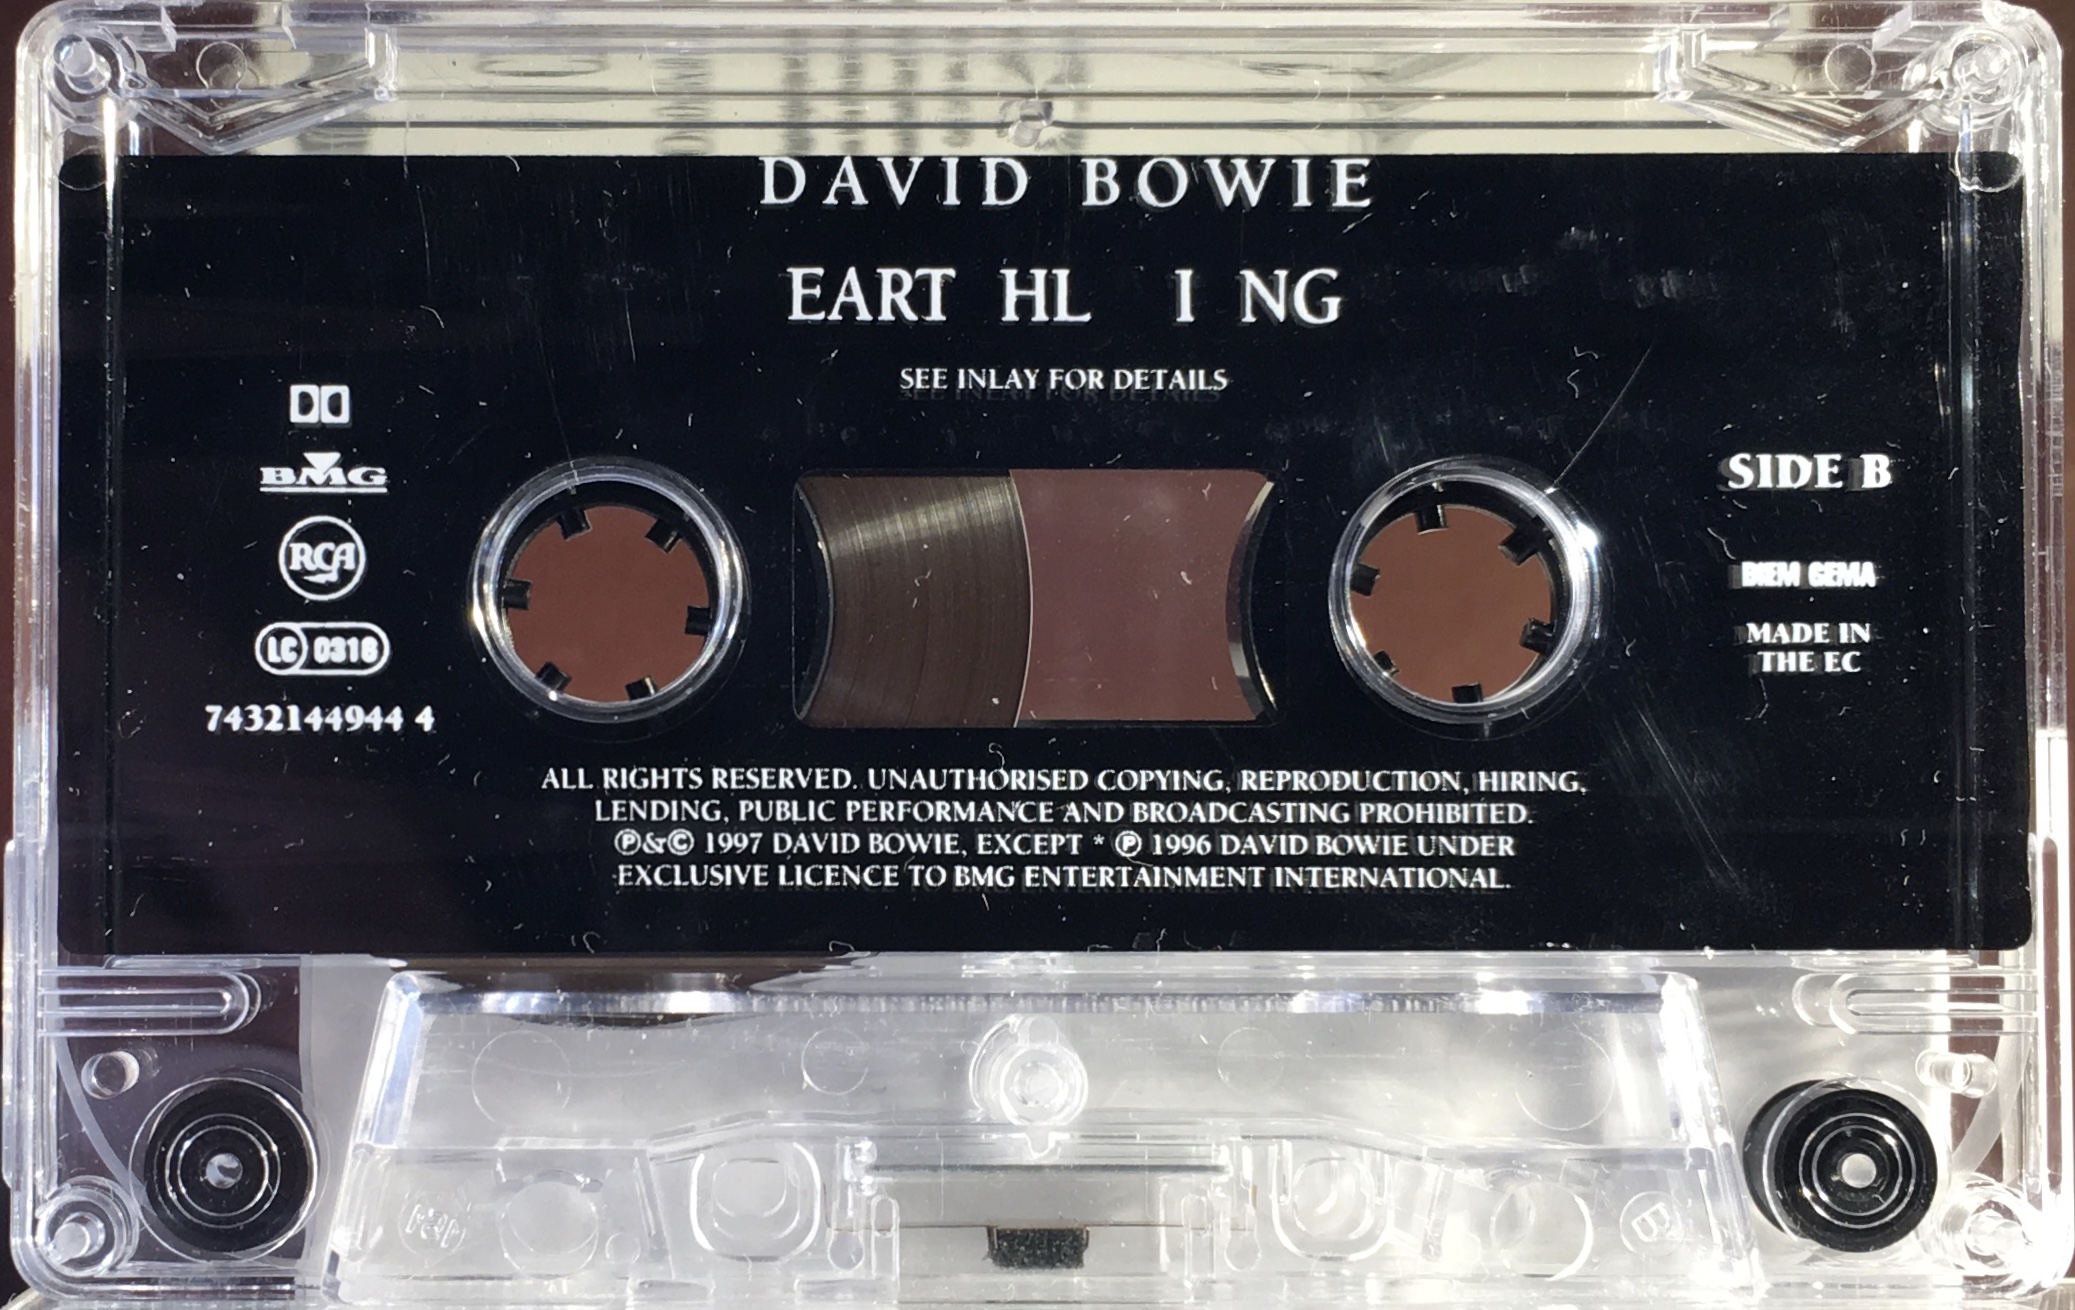 DAVID BOWIE
EART HL I NG
SEE INLAY FOR DETAILS
BMG
RCA
LC 0316
7432144944 4
SIDE B
BIEM GEMA
MADE IN
THE EC
ALL RIGHTS RESERVED. UNAUTHORISED COPYING, REPRODUCTION, HIRING,
LENDING, PUBLIC PERFORMANCE AND BROADCASTING PROHIBITED.
℗&© 1997 DAVID BOWIE, EXCEPT * ℗ 1996 DAVID BOWIE UNDER
EXCLUSIVE LICENCE TO BMG ENTERTAINMENT INTERNATIONAL.
B